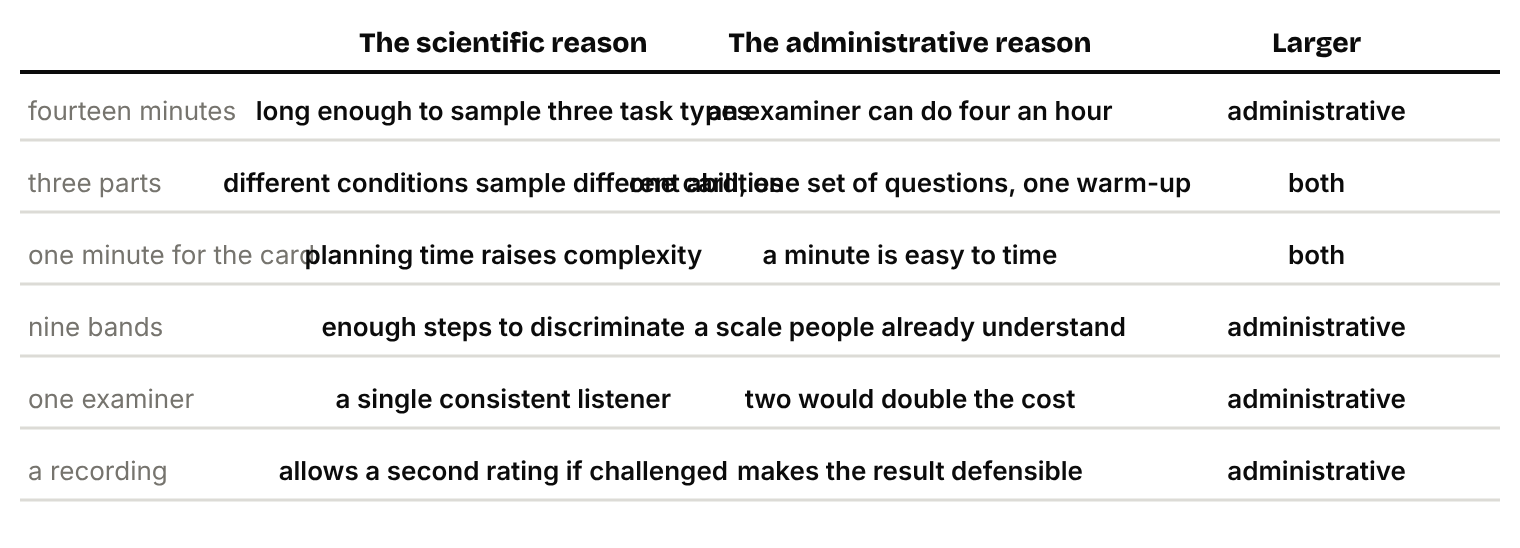 The scientific reason The administrative reason Larger
fourteen minutes long enough to sample three task types an examiner can do four an hour administrative
three parts different conditions sample different abilities one card, one set of questions, one warm-up both
one minute for the card planning time raises complexity a minute is easy to time both
nine bands enough steps to discriminate a scale people already understand administrative
one examiner a single consistent listener two would double the cost administrative
a recording allows a second rating if challenged makes the result defensible administrative